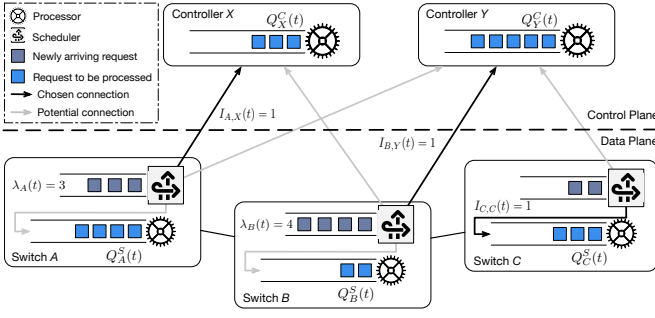 Processor
Scheduler
Newly arriving request
Request to be processed
Chosen connection
Potential connection
Controller X
Q_X^C(t)
Controller Y
Q_Y^C(t)
I_{A,X}(t) = 1
I_{B,Y}(t) = 1
Control Plane
Data Plane
λ_A(t) = 3
Q_A^S(t)
Switch A
λ_B(t) = 4
Q_B^S(t)
Switch B
I_{C,C}(t) = 1
Q_C^S(t)
Switch C